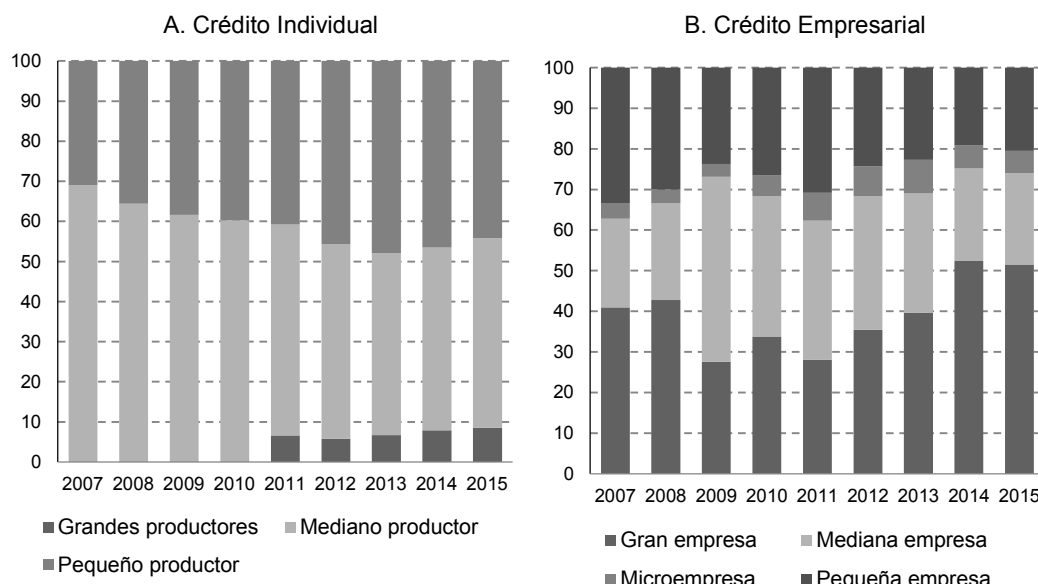 A. Crédito Individual
100
90
80
70
60
50
40
30
20
10
0
2007 2008 2009 2010 2011 2012 2013 2014 2015
Grandes productores Mediano productor
Pequeño productor
B. Crédito Empresarial
100
90
80
70
60
50
40
30
20
10
0
2007 2008 2009 2010 2011 2012 2013 2014 2015
Gran empresa Mediana empresa
Microempresa Pequeña empresa